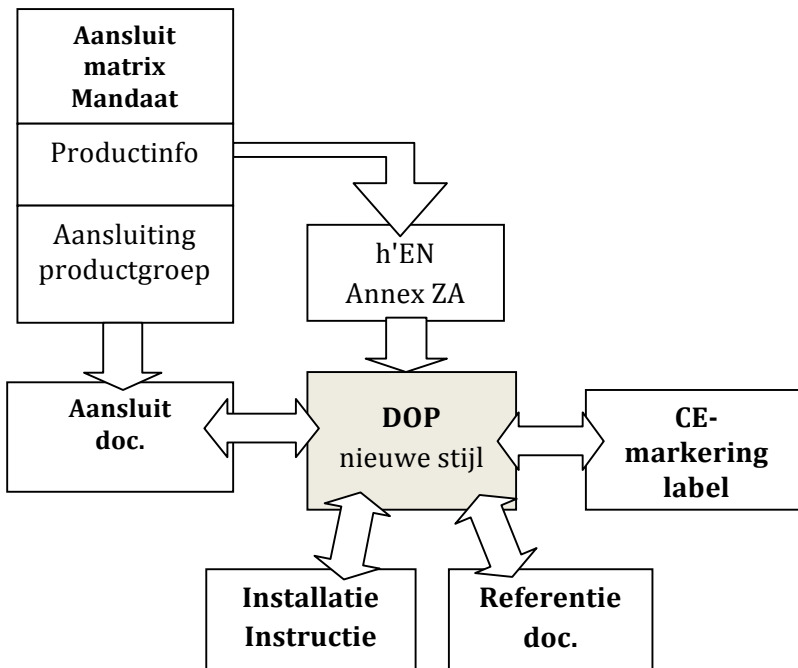 Aansluit
matrix
Mandaat
Productinfo
Aansluiting
productgroep
h'EN
Annex ZA
Aansluit
doc.
DOP
nieuwe stijl
CE-
markering
label
Installatie
Instructie
Referentie
doc.